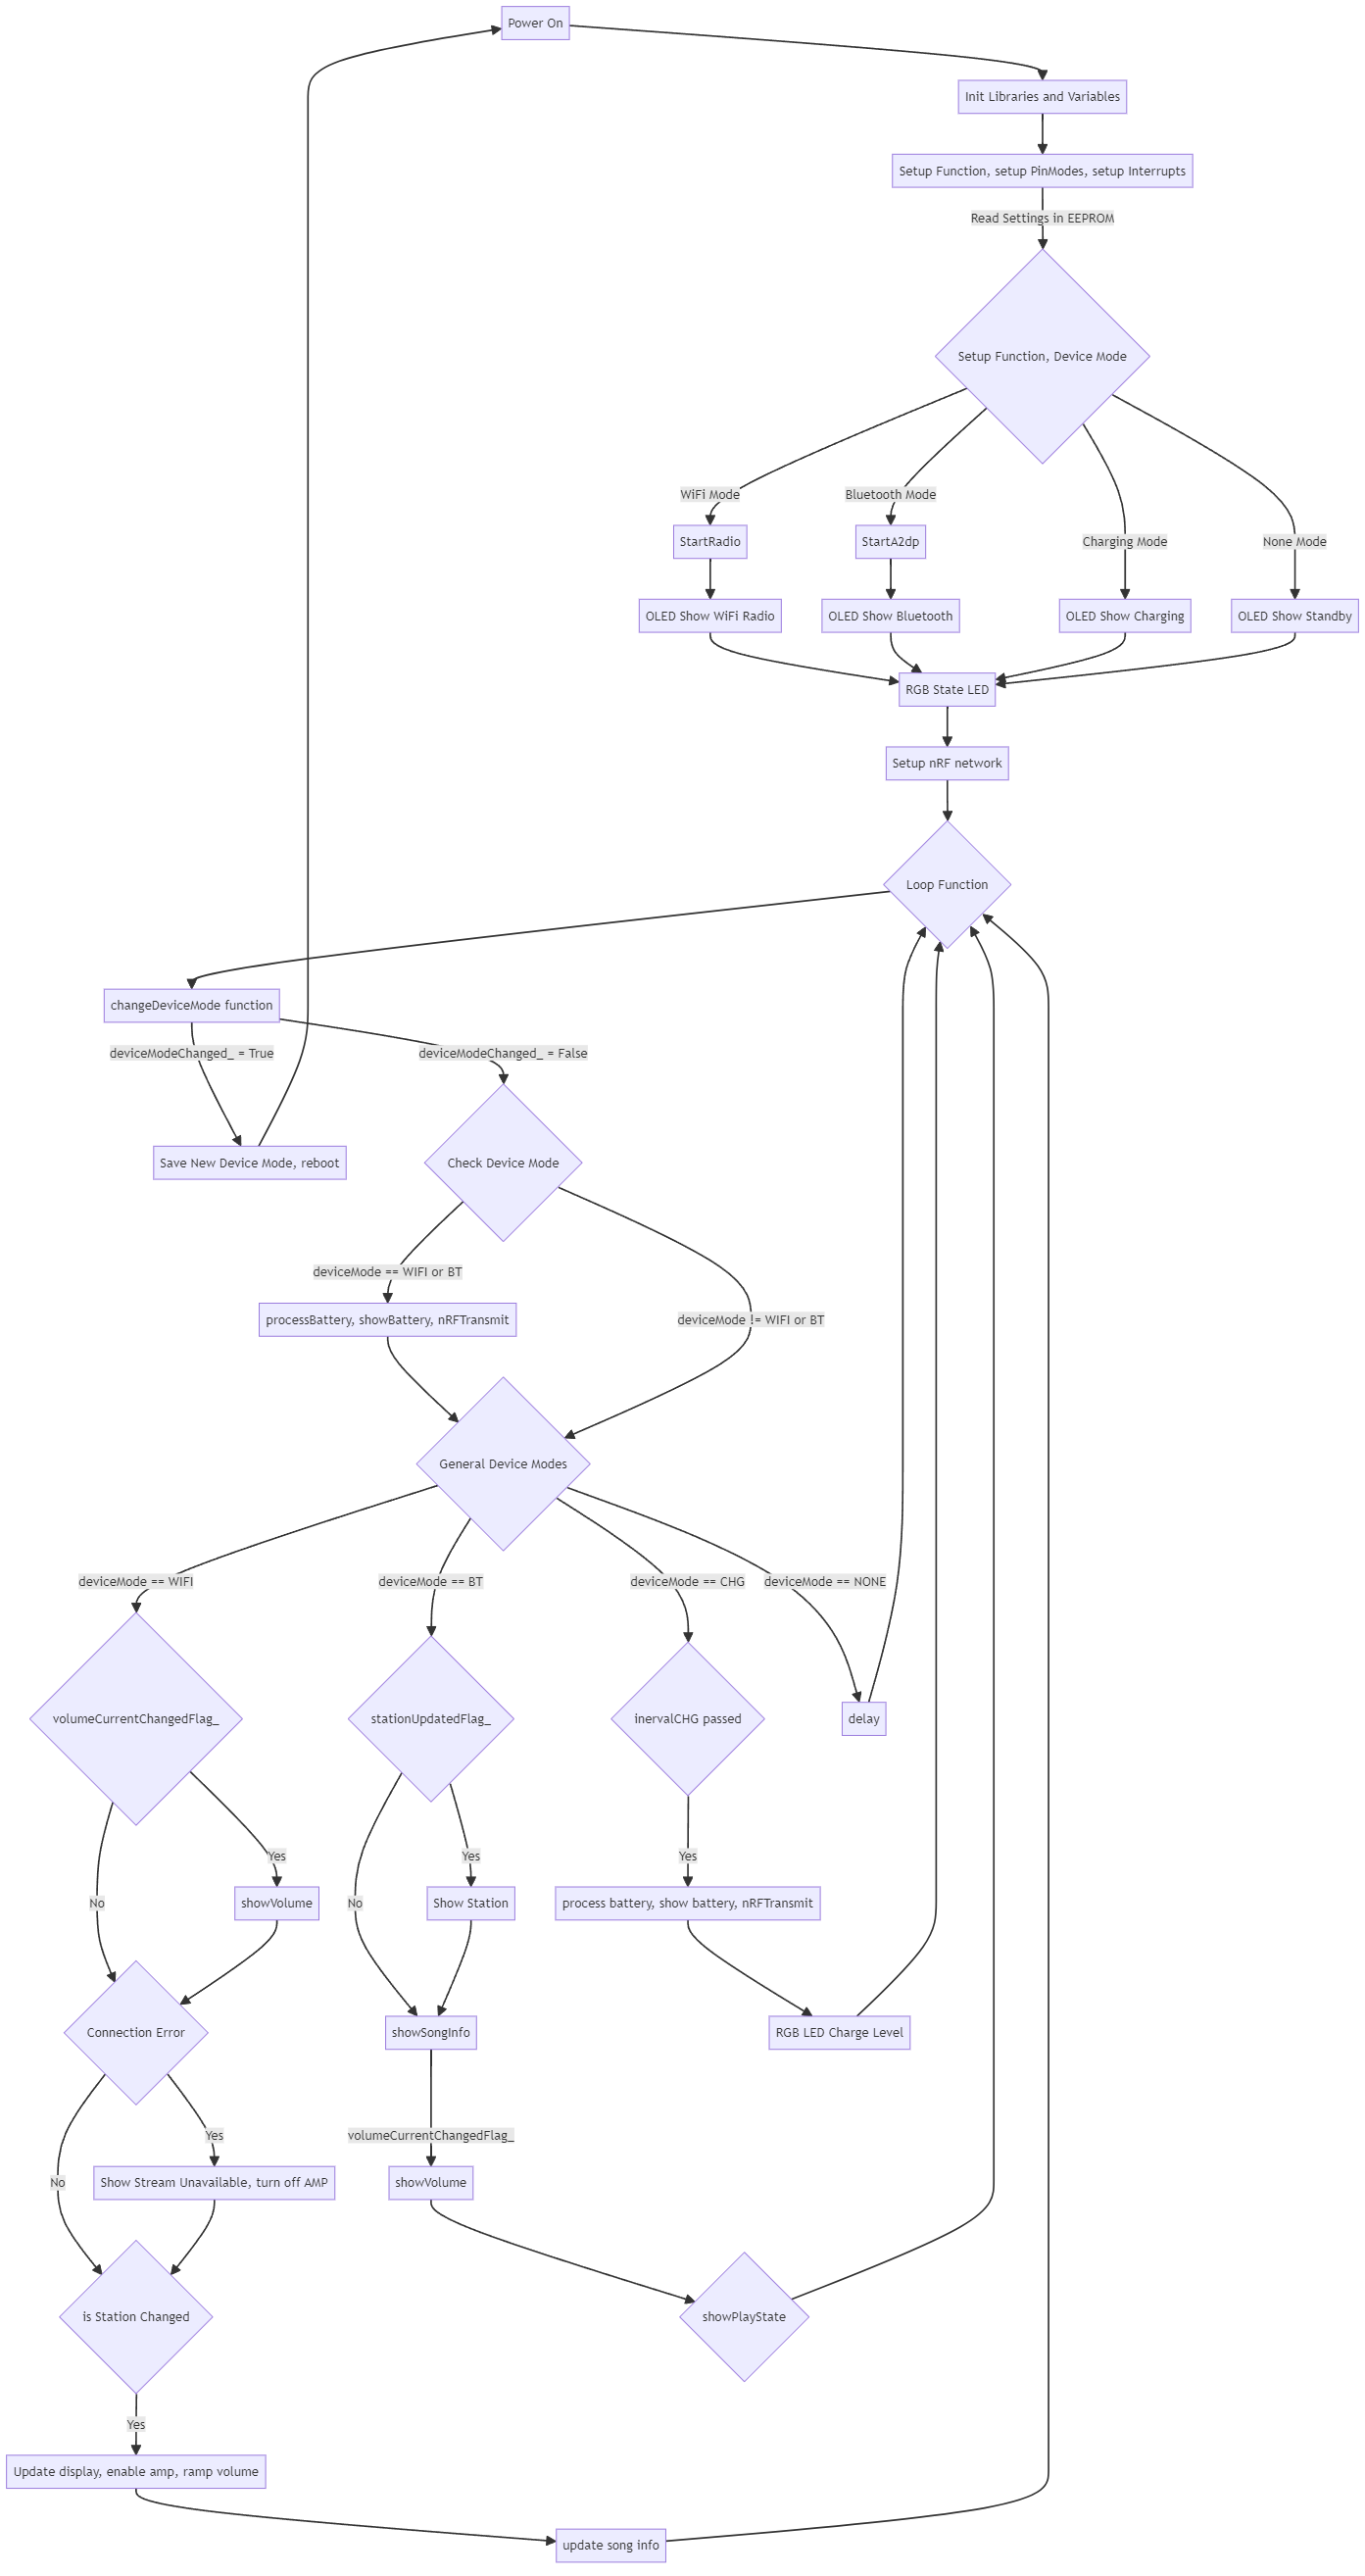 Power On
Init Libraries and Variables
Setup Function, setup PinModes, setup Interrupts
Read Settings in EEPROM
Setup Function, Device Mode
WiFi Mode
Bluetooth Mode
StartRadio
StartA2dp
Charging Mode
None Mode
OLED Show WiFi Radio
OLED Show Bluetooth
OLED Show Charging
OLED Show Standby
RGB State LED
Setup nRF network
Loop Function
changeDeviceMode function
deviceModeChanged_ = True
deviceModeChanged_ = False
Save New Device Mode, reboot
Check Device Mode
deviceMode == WIFI or BT
processBattery, showBattery, nRFTransmit
deviceMode != WIFI or BT
General Device Modes
deviceMode == WIFI
deviceMode == BT
deviceMode == CHG
deviceMode == NONE
volumeCurrentChangedFlag_
stationUpdatedFlag_
inervalCHG passed
delay
Yes
Yes
Yes
No
showVolume
No
Show Station
process battery, show battery, nRFTransmit
Connection Error
showSongInfo
RGB LED Charge Level
Yes
volumeCurrentChangedFlag_
No
Show Stream Unavailable, turn off AMP
showVolume
is Station Changed
showPlayState
Yes
Update display, enable amp, ramp volume
update song info